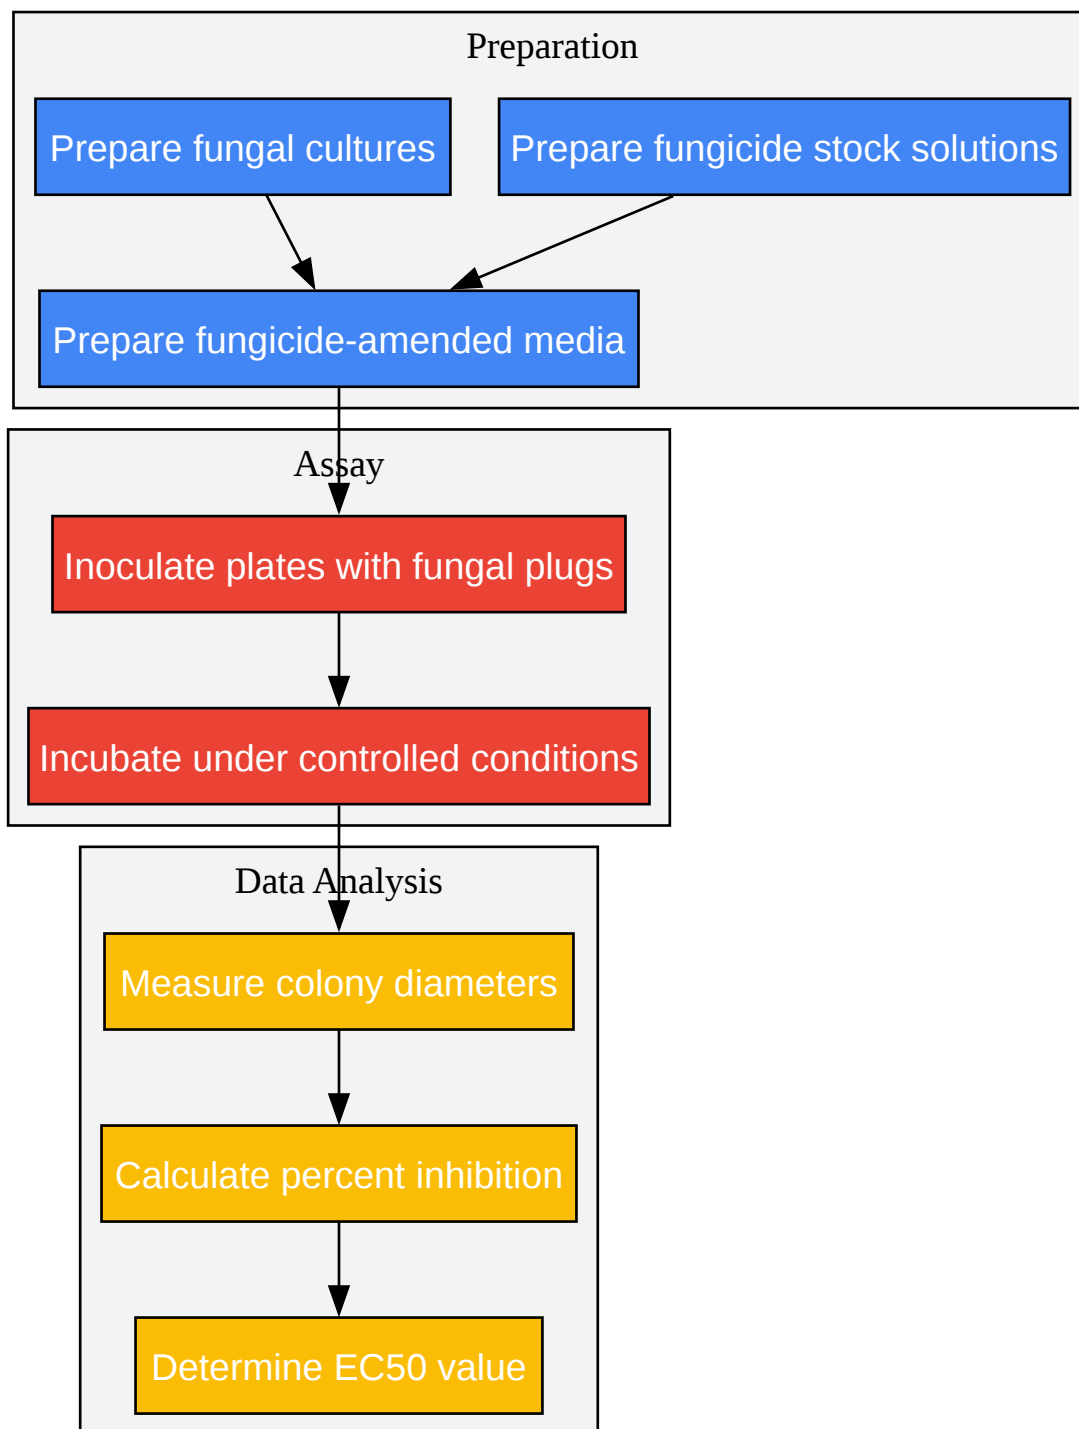 Preparation
Prepare fungal cultures
Prepare fungicide stock solutions
Prepare fungicide-amended media
Assay
Inoculate plates with fungal plugs
Incubate under controlled conditions
Data Analysis
Measure colony diameters
Calculate percent inhibition
Determine EC50 value